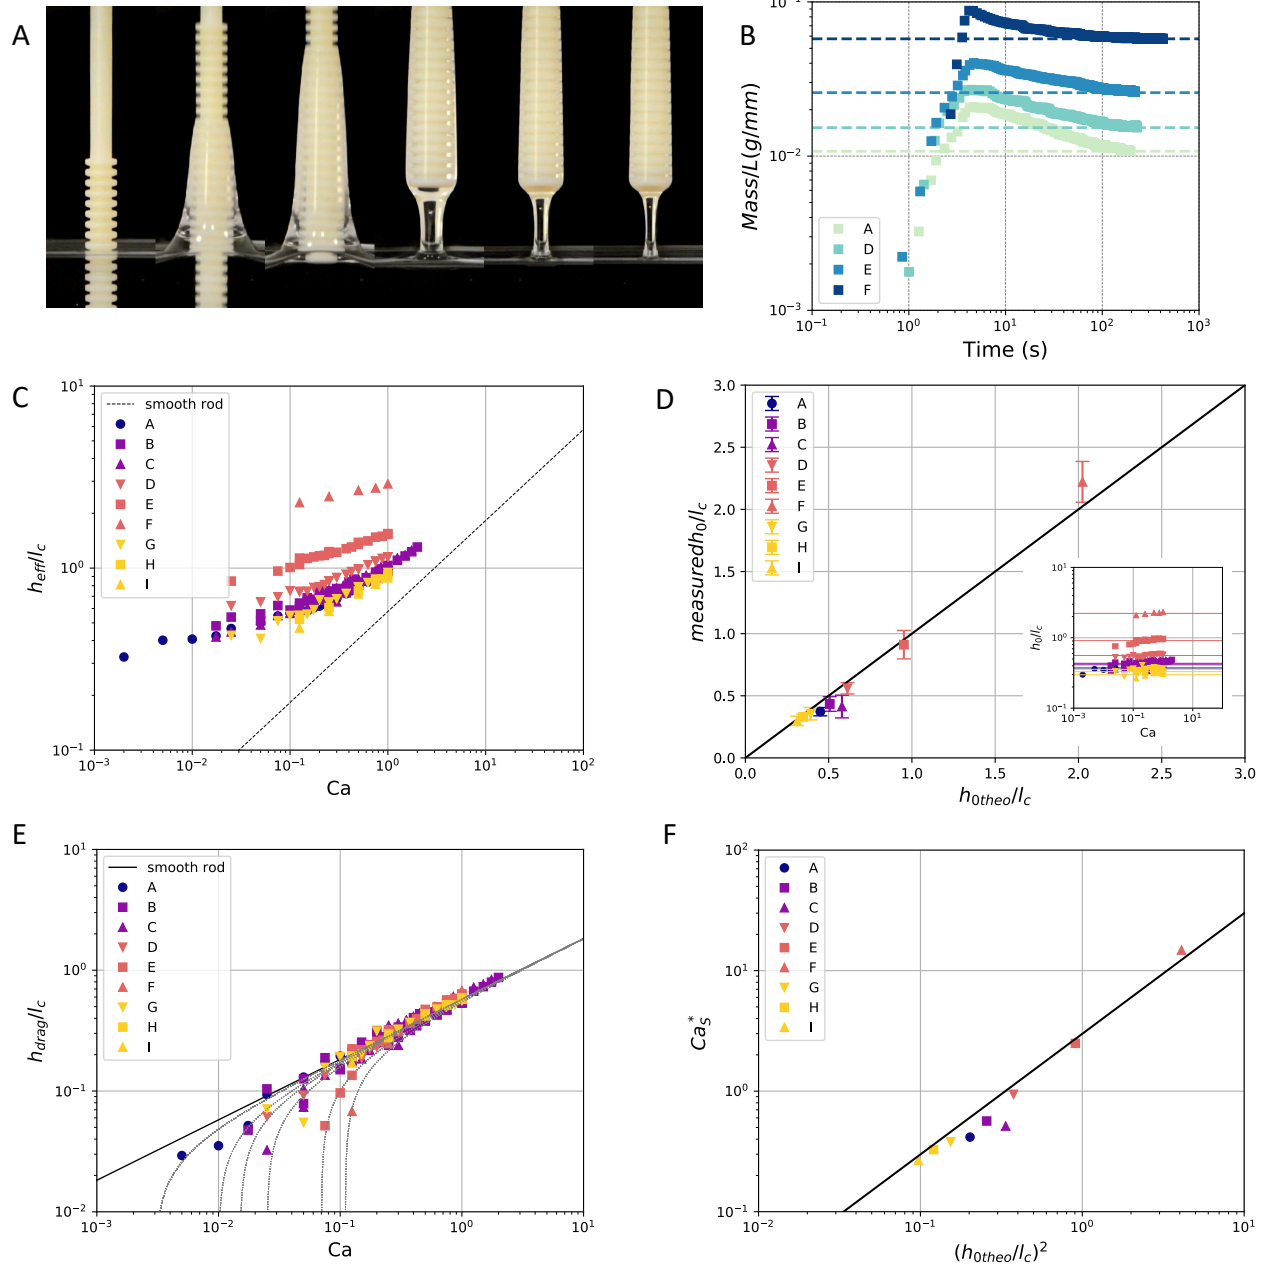 A
B
Mass/L(g/mm)
10⁻¹
10⁻²
10⁻³
A
D
E
F
10⁻¹ 10⁰ 10¹ 10² 10³
Time (s)
C
h_eff/l_c
10¹
10⁰
10⁻¹
smooth rod
A
B
C
D
E
F
G
H
I
10⁻³ 10⁻² 10⁻¹ 10⁰ 10¹ 10²
Ca
D
measuredh₀/l_c
3.0
2.5
2.0
1.5
1.0
0.5
0.0
A
B
C
D
E
F
G
H
I
h₀/l_c
10¹
10⁰
10⁻¹
10⁻³ 10⁻¹ 10¹
Ca
0.0 0.5 1.0 1.5 2.0 2.5 3.0
h_0theo/l_c
E
h_drag/l_c
10¹
10⁰
10⁻¹
10⁻²
smooth rod
A
B
C
D
E
F
G
H
I
10⁻³ 10⁻² 10⁻¹ 10⁰ 10¹
Ca
F
Ca_S^*
10²
10¹
10⁰
10⁻¹
A
B
C
D
E
F
G
H
I
10⁻² 10⁻¹ 10⁰ 10¹
(h_0theo/l_c)²